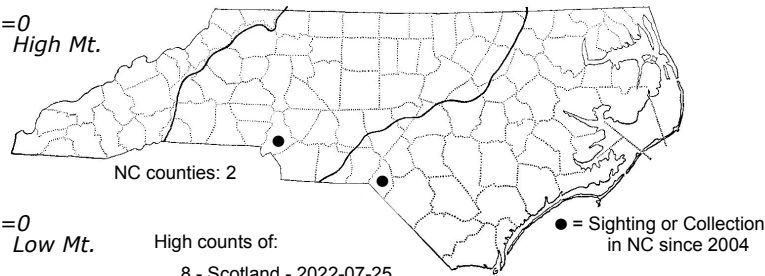 =0
High Mt.
NC counties: 2
=0
Low Mt.
High counts of:
8 - Scotland - 2022-07-25
● = Sighting or Collection
in NC since 2004